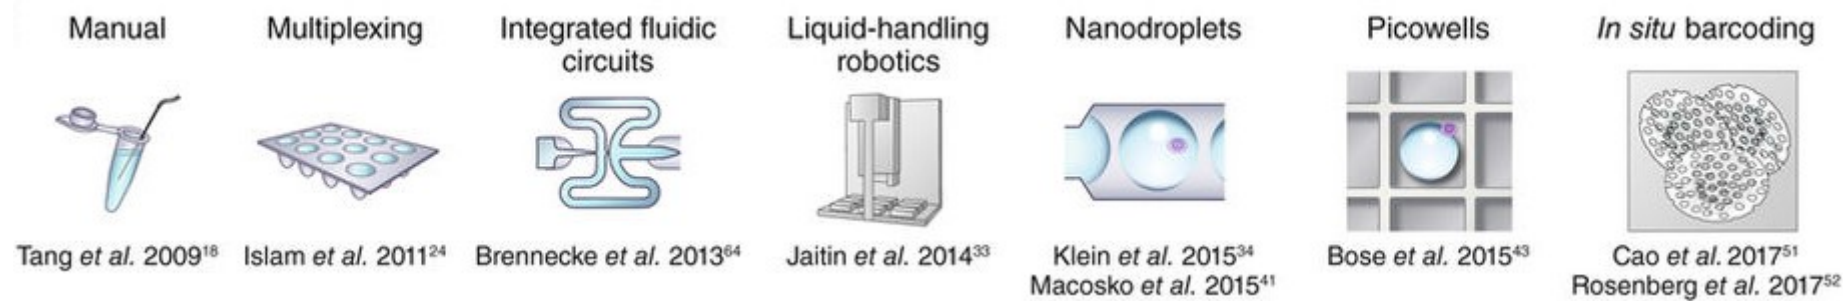 Manual
Multiplexing
Integrated fluidic
circuits
Liquid-handling
robotics
Nanodroplets
Picowells
In situ barcoding
Tang et al. 2009¹⁸
Islam et al. 2011²⁴
Brennecke et al. 2013⁶⁴
Jaitin et al. 2014³³
Klein et al. 2015³⁴
Macosko et al. 2015⁴¹
Bose et al. 2015⁴³
Cao et al. 2017⁵¹
Rosenberg et al. 2017⁵²